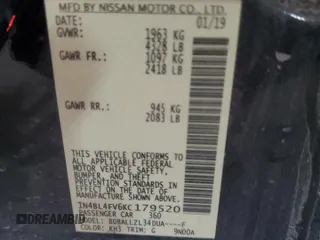 MFD BY NISSAN MOTOR CO., LTD.
DATE: 01/19
GVWR: 1963 KG
4328 LB
GAWR FR: 1097 KG
2418 LB
GAWR RR: 945 KG
2083 LB
THIS VEHICLE CONFORMS TO ALL
APPLICABLE FEDERAL MOTOR VEHICLE SAFETY,
BUMPER, AND THEFT PREVENTION
STANDARDS IN EFFECT ON THE DATE OF
MANUFACTURE SHOWN ABOVE.
1N4BL4FV6KC179520
PASSENGER CAR 360
MODEL: BDBALLZL34DUA----F
COLOR: KH3 TRIM: G 9N00A